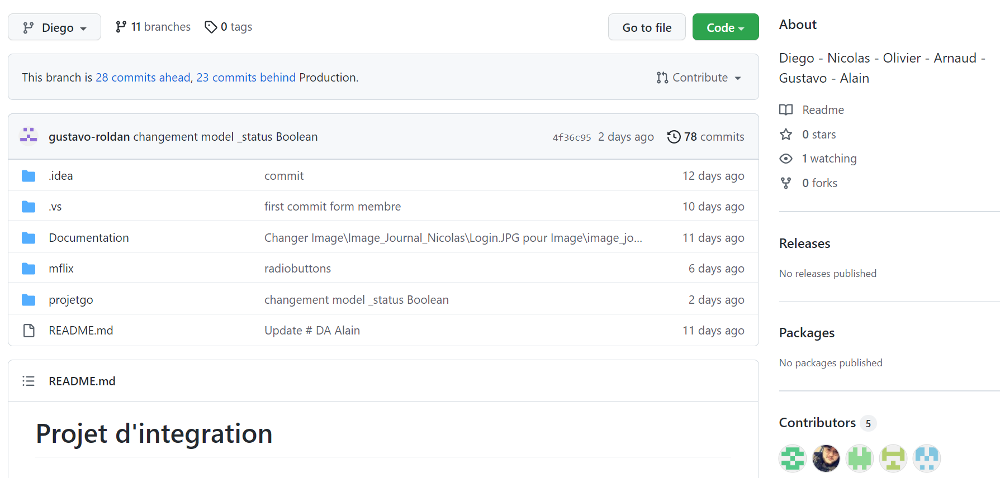 Diego
11 branches
0 tags
Go to file
Code
This branch is 28 commits ahead, 23 commits behind Production.
Contribute
gustavo-roldan changement model _status Boolean
4f36c95 2 days ago
78 commits
.idea commit 12 days ago
.vs first commit form membre 10 days ago
Documentation Changer Image\Image_Journal_Nicolas\Login.JPG pour Image\image_jo... 11 days ago
mflix radiobuttons 6 days ago
projetgo changement model _status Boolean 2 days ago
README.md Update # DA Alain 11 days ago
README.md
Projet d'integration
About
Diego - Nicolas - Olivier - Arnaud -
Gustavo - Alain
Readme
0 stars
1 watching
0 forks
Releases
No releases published
Packages
No packages published
Contributors 5